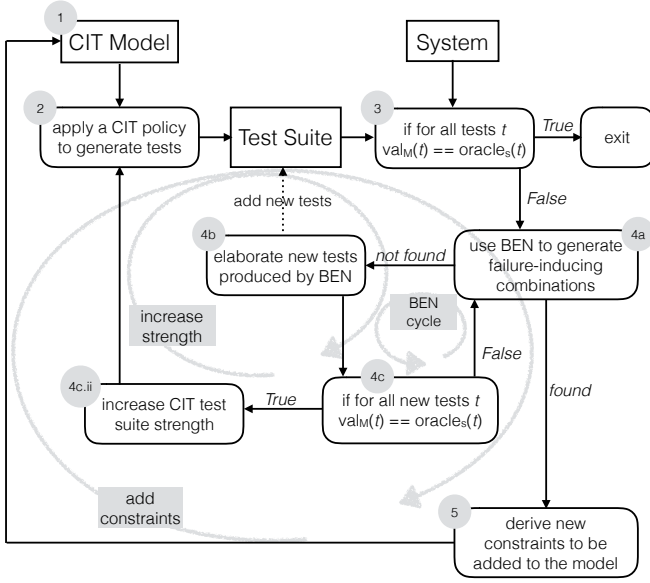 1
CIT Model
System
2
apply a CIT policy
to generate tests
Test Suite
3
if for all tests t
valM(t) == oracles(t)
True
exit
add new tests
False
4b
elaborate new tests
produced by BEN
not found
4a
use BEN to generate
failure-inducing
combinations
increase
strength
BEN
cycle
False
4c.ii
increase CIT test
suite strength
True
4c
if for all new tests t
valM(t) == oracles(t)
found
add
constraints
5
derive new
constraints to be
added to the model